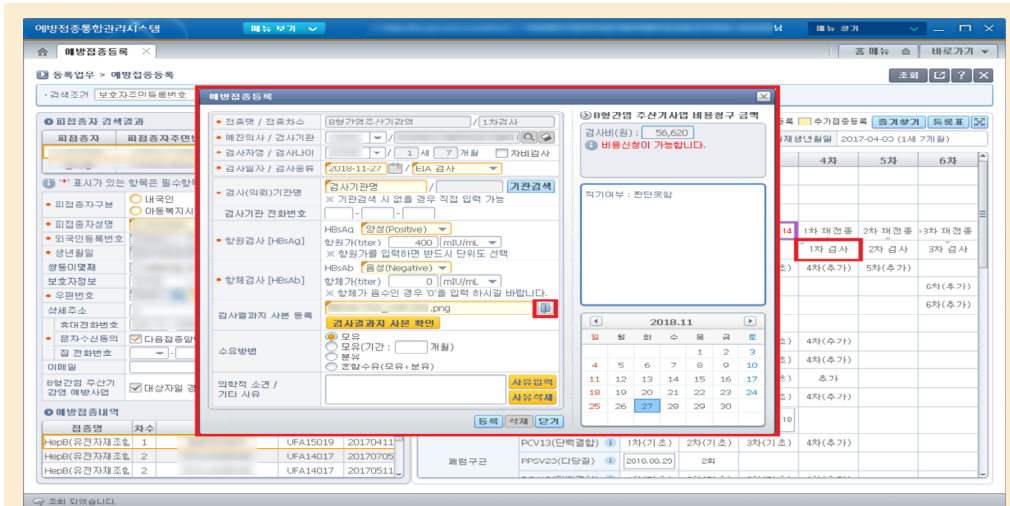 예방접종통합관리시스템 메뉴 보기 님 메뉴 찾기
예방접종등록 홈 메뉴 바로가기
등록업무 > 예방접종등록 조회
검색조건 보호자주민등록번호
피접종자 검색결과
피접종자 피접종자주민번
'*' 표시가 있는 항목은 필수항목
피접종자구분 내국인
아동복지시
피접종자성명
외국인등록번호
생년월일
쌍둥이몇째
보호자정보
우편번호
상세주소
휴대전화번호
문자수신동의 다음접종알
집 전화번호 -
이메일
B형간염 주산기
감염 예방사업 대상자일 경
예방접종내역
접종명 차수
HepB(유전자재조합 1 UFA15019 20170411
HepB(유전자재조합 2 UFA14017 20170705
HepB(유전자재조합 2 UFA14017 20170511
예방접종등록
접종명 / 접종차수 B형간염주산기감염 / 1차검사
예진의사 / 검사기관 /
검사자명 / 검사나이 / 1 세 7 개월 자비검사
검사일자 / 검사종류 2018-11-27 / EIA 검사
검사(의뢰)기관명 검사기관명 / 기관검색
※ 기관검색 시 없을 경우 직접 입력 가능
검사기관 전화번호 - -
항원검사 [HBsAg] HBsAg 양성(Positive)
항원가(titer) 400 mIU/mL
※ 항원가를 입력하면 반드시 단위도 선택
항체검사 [HBsAb] HBsAb 음성(Negative)
항체가(titer) 0 mIU/mL
※ 항체가 음수인 경우 '0'을 입력 하시길 바랍니다.
검사결과지 사본 등록 .png
검사결과지 사본 확인
수유방법 모유
모유(기간 : 개월)
분유
혼합수유(모유+분유)
의학적 소견 /
기타 사유 사유입력
사유삭제
등록 삭제 닫기
B형간염 주산기사업 비용청구 금액
검사비(원) : 56,620
비용신청이 가능합니다.
적기여부 : 판단못함
2018.11
일 월 화 수 목 금 토
1 2 3
4 5 6 7 8 9 10
11 12 13 14 15 16 17
18 19 20 21 22 23 24
25 26 27 28 29 30
등록 추가접종등록 즐겨찾기 등록표
실제생년월일 2017-04-03 (1세 7개월)
4차 5차 6차
14 1차 재접종 2차 재접종 3차 재접종
1차 검사 2차 검사 3차 검사
4차(추가) 5차(추가)
6차(추가)
6차(추가)
4차(추가)
4차(추가)
추가
4차(추가)
PCV13(단백결합) 1차(기초) 2차(기초) 3차(기초) 4차(추가)
폐렴구균 PPSV23(다당질) 2018.08.29 2회
조회 되었습니다.